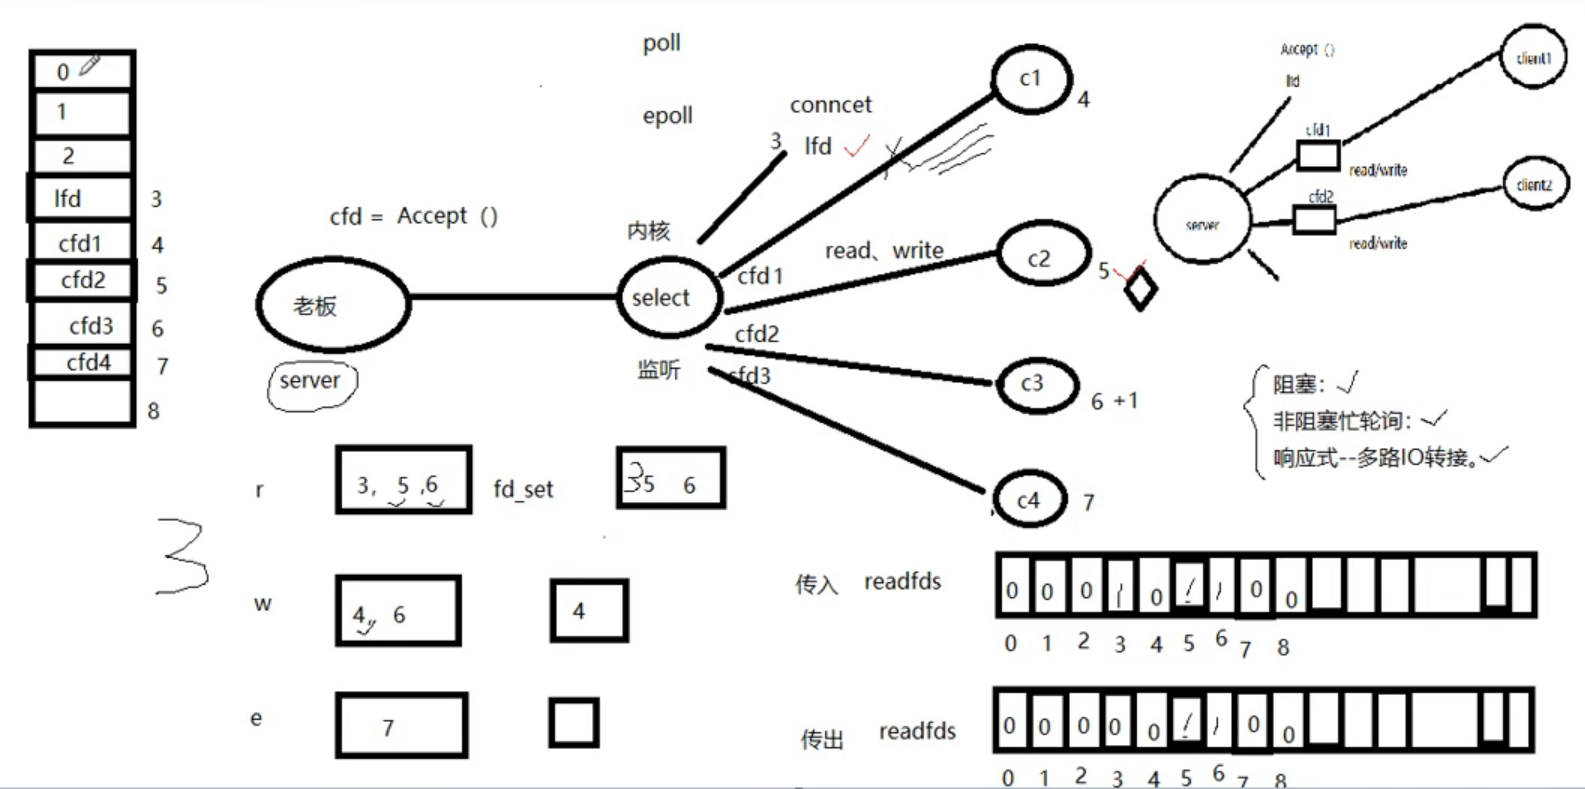 0
1
2
lfd 3
cfd1 4
cfd2 5
cfd3 6
cfd4 7
8
cfd = Accept ()
老板
server
poll
epoll
conncet
3 lfd
内核
select
监听
cfd1
read、write
cfd2
cfd3
c1
4
c2
5
c3
6 +1
c4
7
Accept ()
lfd
cfd1
read/write
cfd2
read/write
server
client1
client2
阻塞:
非阻塞忙轮询:
响应式--多路IO转接。
r
3, 5 ,6
fd_set
3 5 6
3
w
4, 6
4
e
7
传入 readfds
0 0 0 1 0 1 1 0 0
0 1 2 3 4 5 6 7 8
传出 readfds
0 0 0 0 0 1 1 0 0
0 1 2 3 4 5 6 7 8